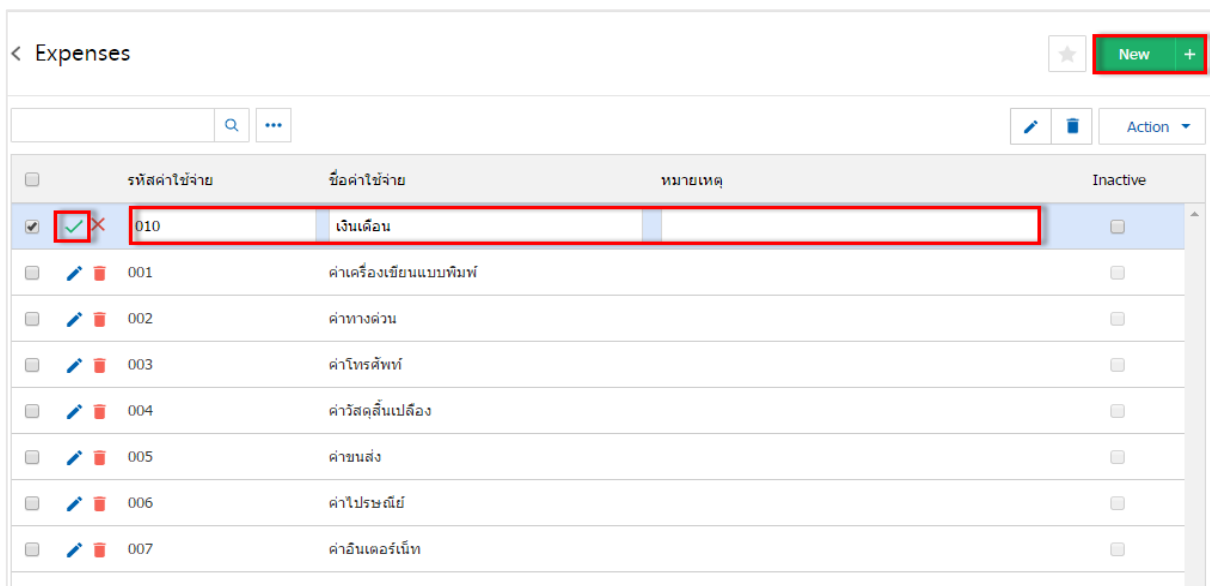 < Expenses
New +
Action
รหัสค่าใช้จ่าย ชื่อค่าใช้จ่าย หมายเหตุ Inactive
010 เงินเดือน
001 ค่าเครื่องเขียนแบบพิมพ์
002 ค่าทางด่วน
003 ค่าโทรศัพท์
004 ค่าวัสดุสิ้นเปลือง
005 ค่าขนส่ง
006 ค่าไปรษณีย์
007 ค่าอินเตอร์เน็ท